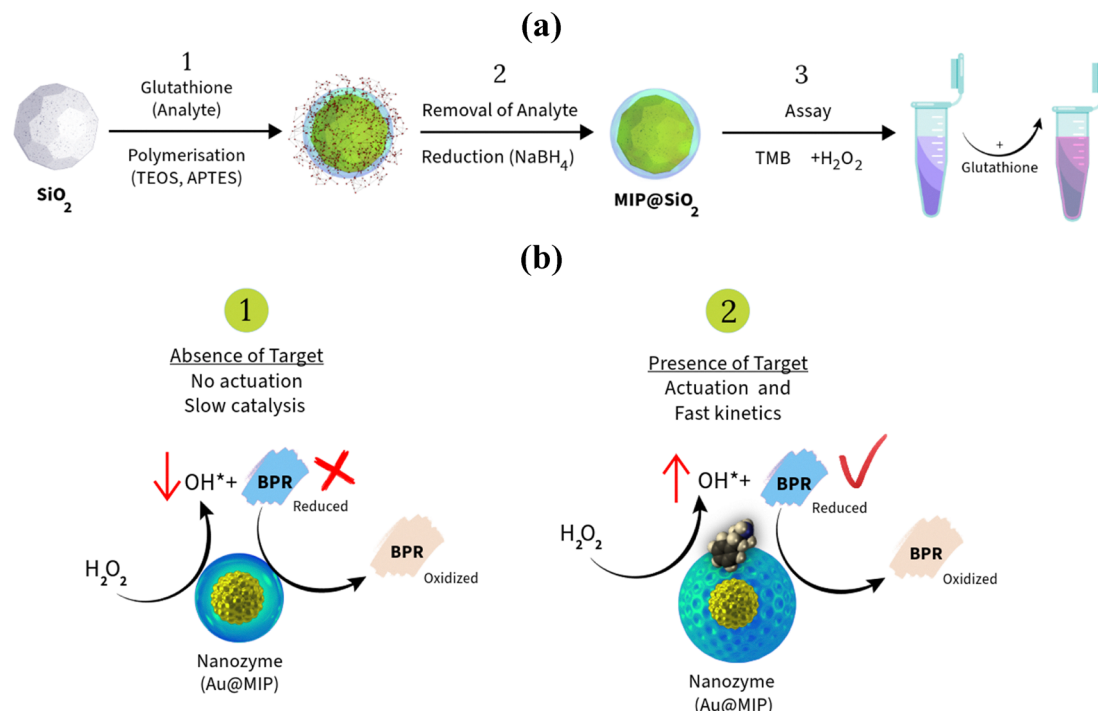 (a)
1
Glutathione
(Analyte)
Polymerisation
(TEOS, APTES)
SiO₂
2
Removal of Analyte
Reduction (NaBH₄)
MIP@SiO₂
3
Assay
TMB +H₂O₂
+
Glutathione
(b)
1
Absence of Target
No actuation
Slow catalysis
OH*+
BPR
Reduced
H₂O₂
BPR
Oxidized
Nanozyme
(Au@MIP)
2
Presence of Target
Actuation and
Fast kinetics
OH*+
BPR
Reduced
H₂O₂
BPR
Oxidized
Nanozyme
(Au@MIP)